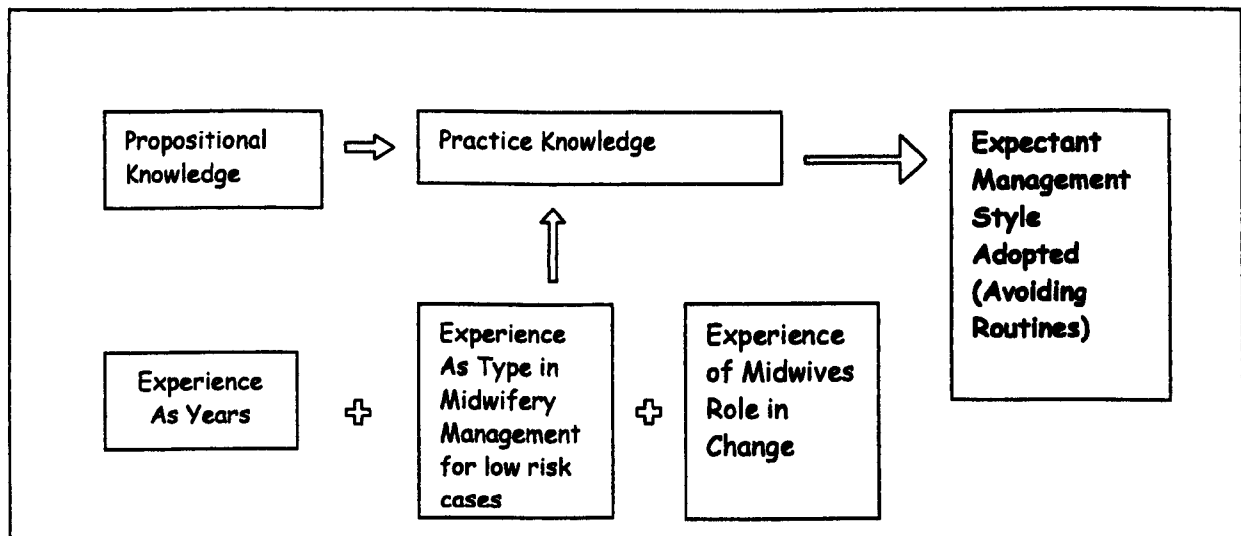 Propositional
Knowledge
Practice Knowledge
Expectant
Management
Style
Adopted
(Avoiding
Routines)
Experience
As Years
Experience
As Type in
Midwifery
Management
for low risk
cases
Experience
of Midwives
Role in
Change